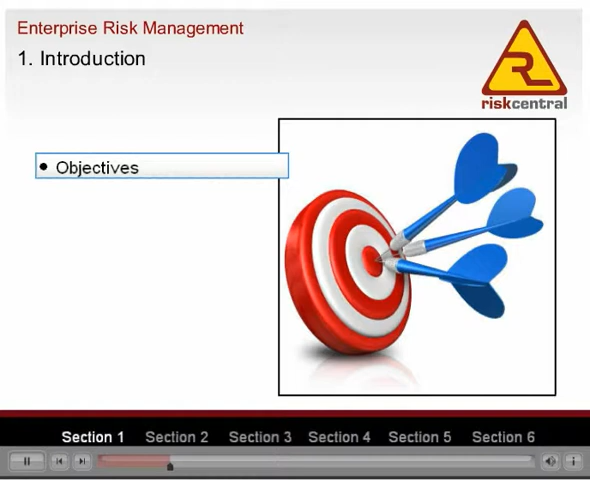 Enterprise Risk Management
1. Introduction
riskcentral
• Objectives
Section 1 Section 2 Section 3 Section 4 Section 5 Section 6